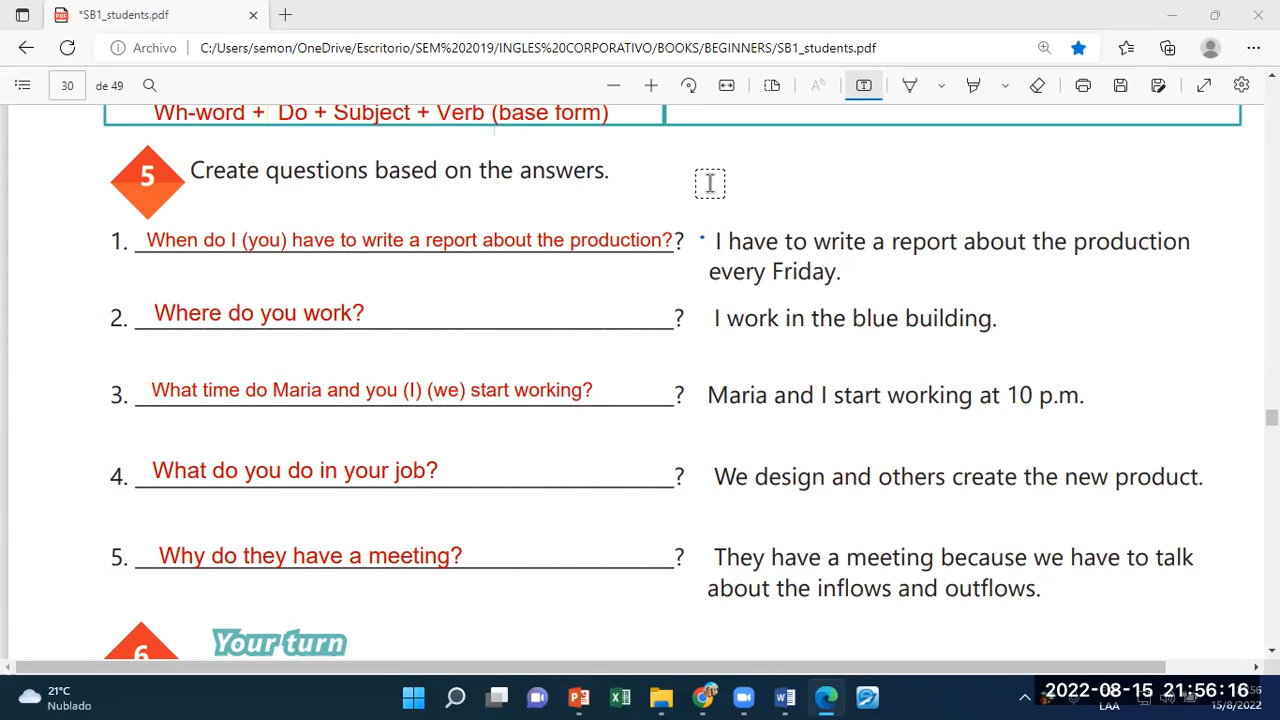 *SB1_students.pdf
Archivo
C:/Users/semon/OneDrive/Escritorio/SEM%202019/INGLES%20CORPORATIVO/BOOKS/BEGINNERS/SB1_students.pdf
30 de 49
Wh-word + Do + Subject + Verb (base form)
5 Create questions based on the answers.
1. When do I (you) have to write a report about the production? ? I have to write a report about the production
every Friday.
2. Where do you work? ? I work in the blue building.
3. What time do Maria and you (I) (we) start working? ? Maria and I start working at 10 p.m.
4. What do you do in your job? ? We design and others create the new product.
5. Why do they have a meeting? ? They have a meeting because we have to talk
about the inflows and outflows.
6 Your turn
21°C
Nublado
2022-08-15 21:56:16
LAA 15/8/2022